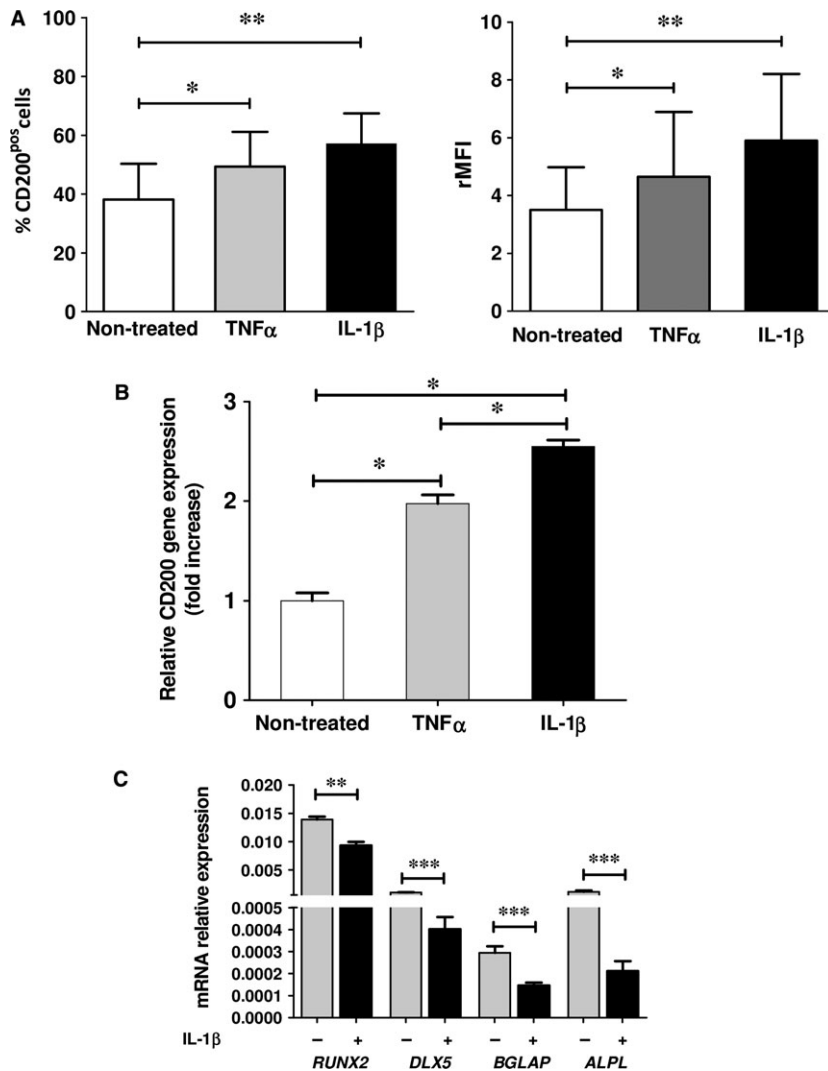 A
**
*
% CD200pos cells
100
80
60
40
20
0
Non-treated TNFα IL-1β
**
*
rMFI
10
8
6
4
2
0
Non-treated TNFα IL-1β
B
*
*
*
Relative CD200 gene expression
(fold increase)
3
2
1
0
Non-treated TNFα IL-1β
C
mRNA relative expression
0.020
0.015
0.010
0.005
0.0005
0.0004
0.0003
0.0002
0.0001
0.0000
**
***
***
***
IL-1β – + – + – + – +
RUNX2 DLX5 BGLAP ALPL